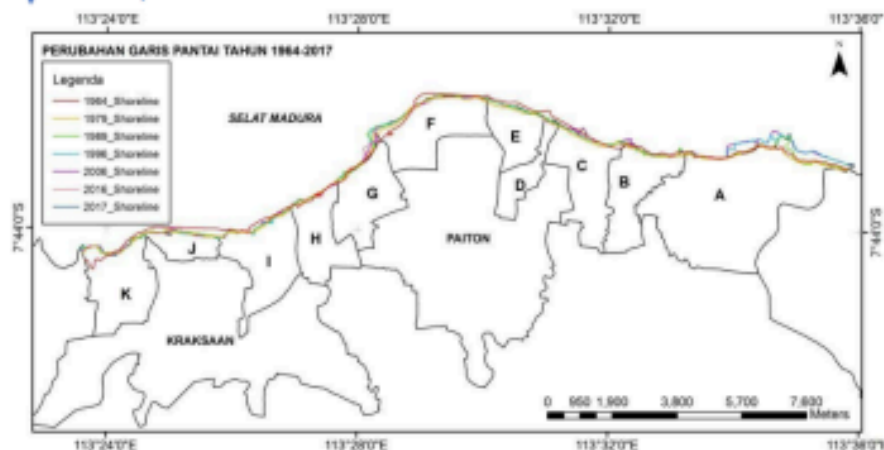 113°24'0"E 113°28'0"E 113°32'0"E 113°36'0"E
PERUBAHAN GARIS PANTAI TAHUN 1964-2017
N
Legenda
1964_Shoreline
1979_Shoreline
1989_Shoreline
1996_Shoreline
2006_Shoreline
2016_Shoreline
2017_Shoreline
SELAT MADURA
F
E
D
C
B
A
G
H
PAITON
7°44'0"S
7°44'0"S
J
I
K
KRAKSAAN
0 950 1,900 3,800 5,700 7,600
Meters
113°24'0"E 113°28'0"E 113°32'0"E 113°36'0"E